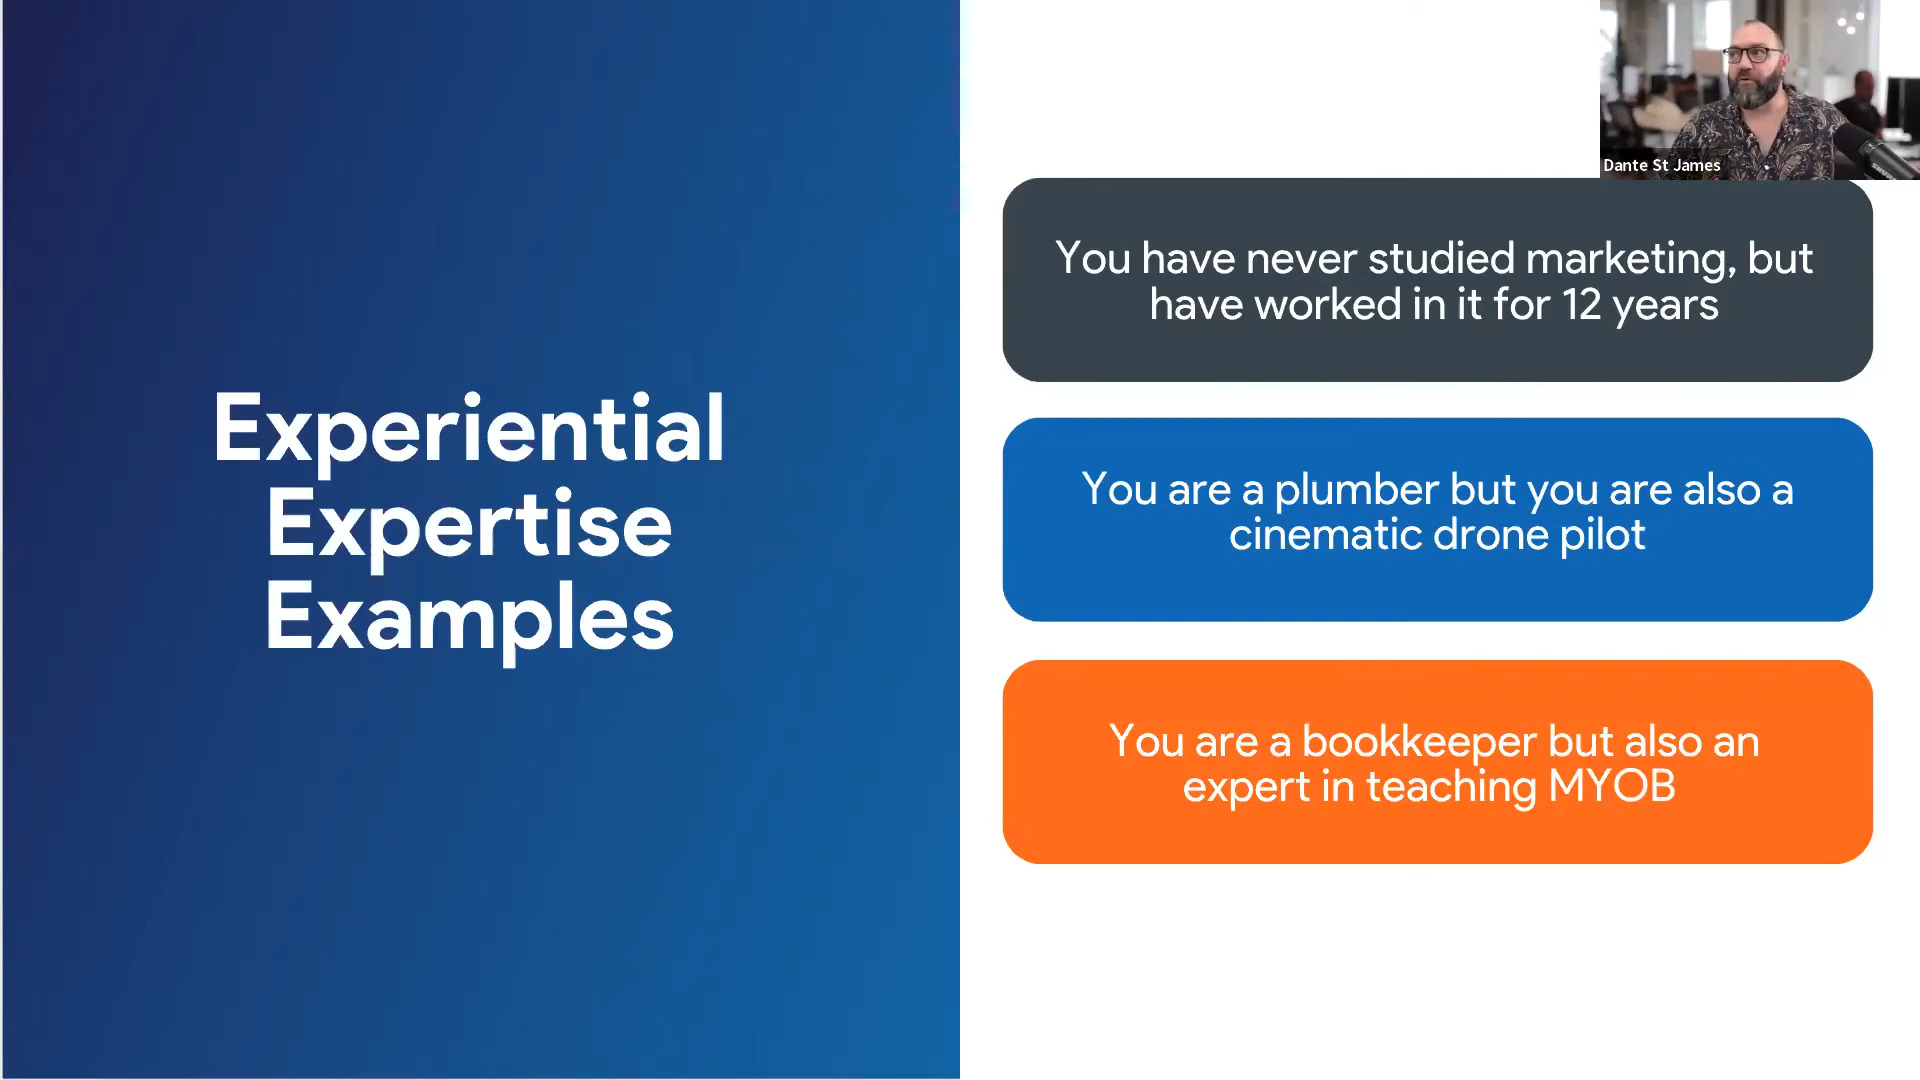 Experiential
Expertise
Examples
Dante St James
You have never studied marketing, but
have worked in it for 12 years
You are a plumber but you are also a
cinematic drone pilot
You are a bookkeeper but also an
expert in teaching MYOB